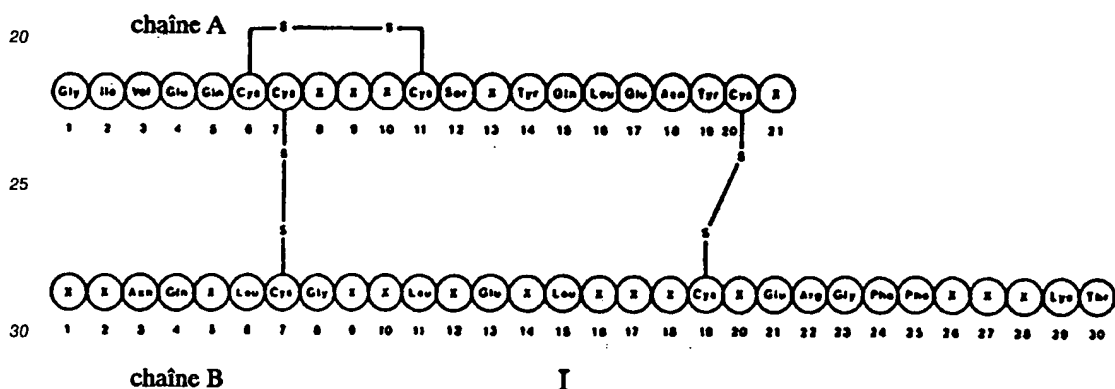 20
chaîne A
S S
Gly Ile Val Glu Gln Cys Cys X X X Cys Ser X Tyr Gln Leu Glu Asn Tyr Cys X
1 2 3 4 5 6 7 8 9 10 11 12 13 14 15 16 17 18 19 20 21
S S
25
S S
X X Asn Gln X Leu Cys Gly X X Leu X Glu X Leu X X X Cys X Glu Arg Gly Phe Phe X X X Lys Thr
30
1 2 3 4 5 6 7 8 9 10 11 12 13 14 15 16 17 18 19 20 21 22 23 24 25 26 27 28 29 30
chaîne B I